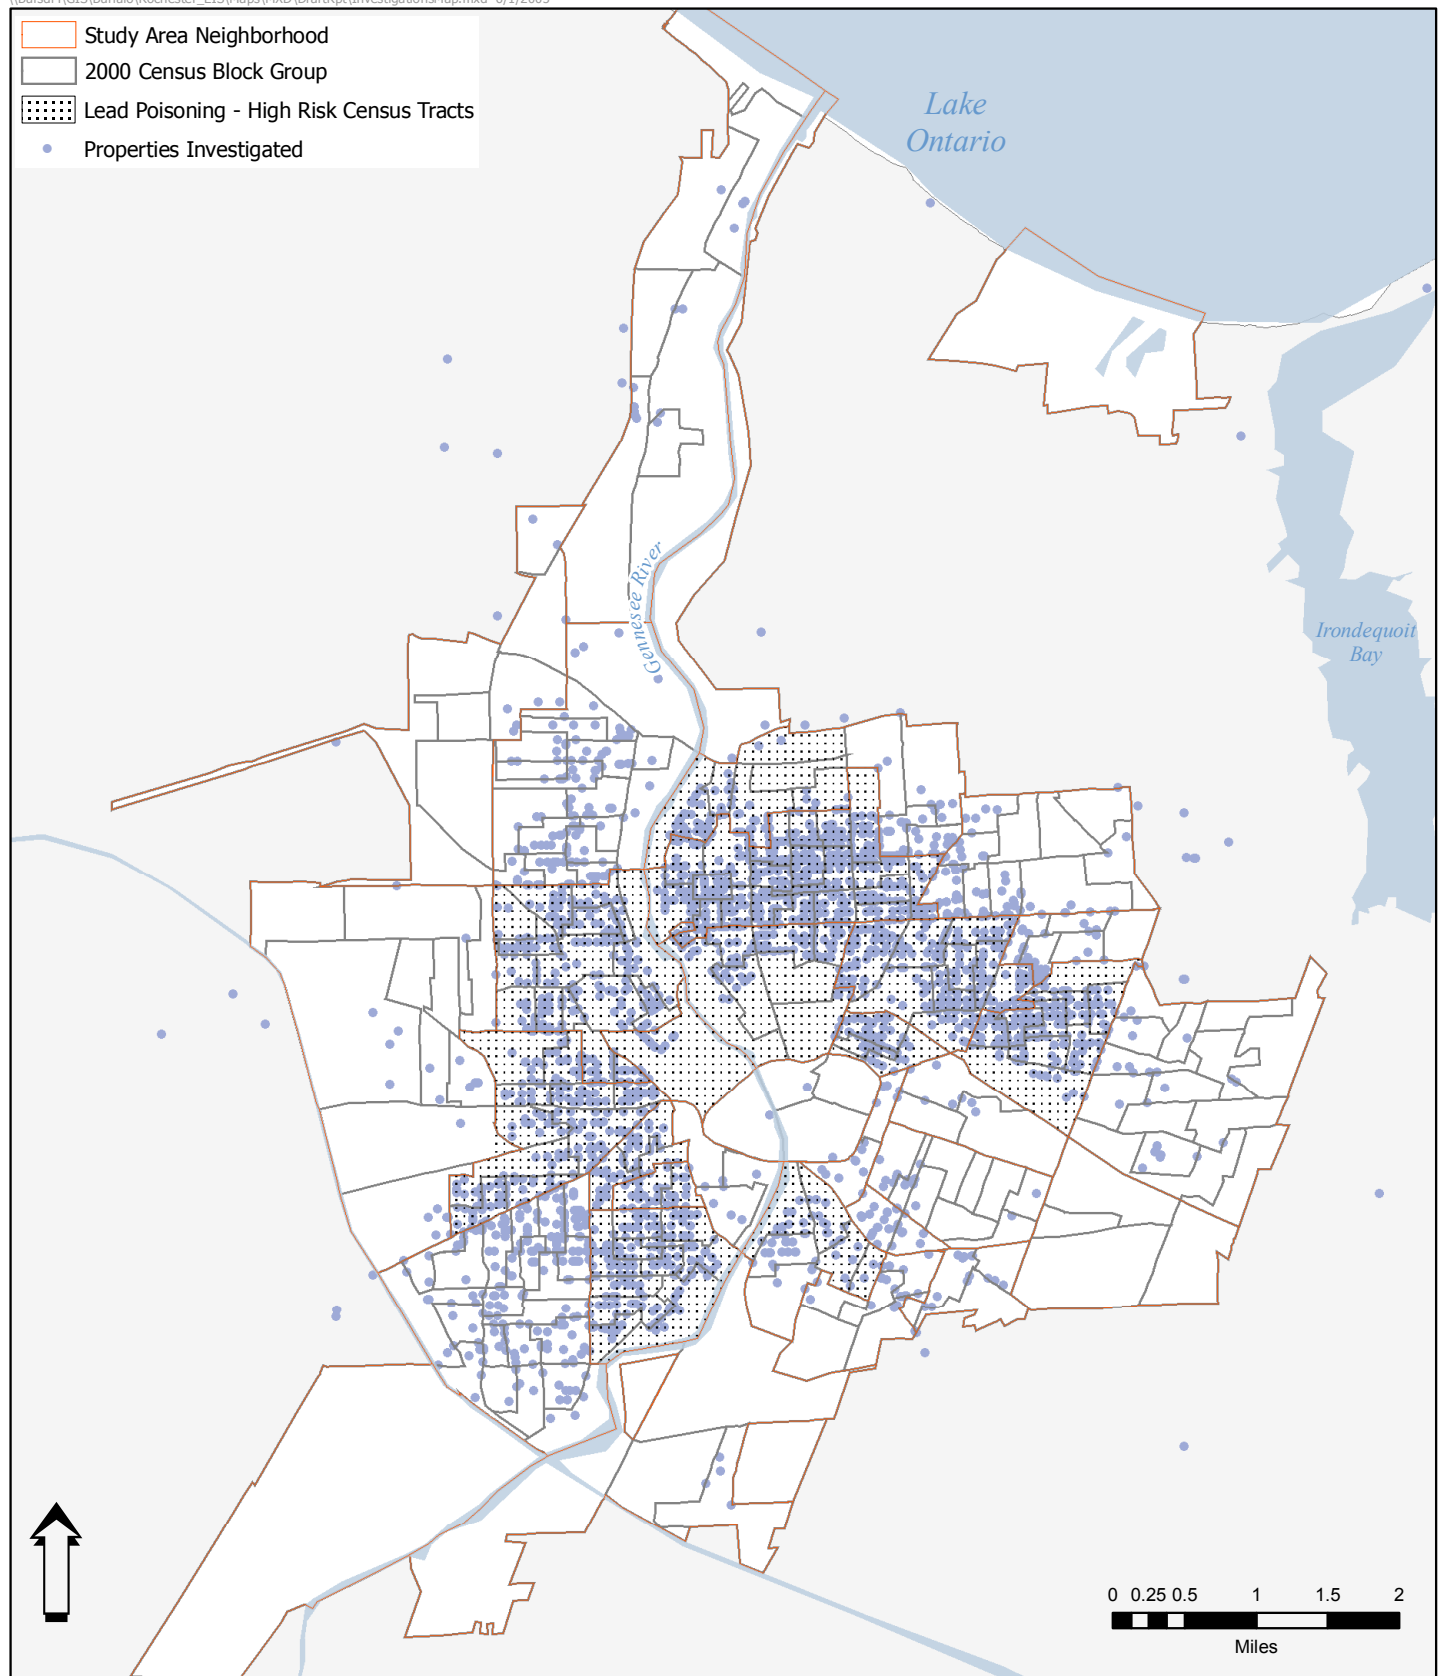 Study Area Neighborhood
2000 Census Block Group
Lead Poisoning - High Risk Census Tracts
Properties Investigated
Lake
Ontario
Gennesee River
Irondequoit
Bay
0 0.25 0.5 1 1.5 2
Miles